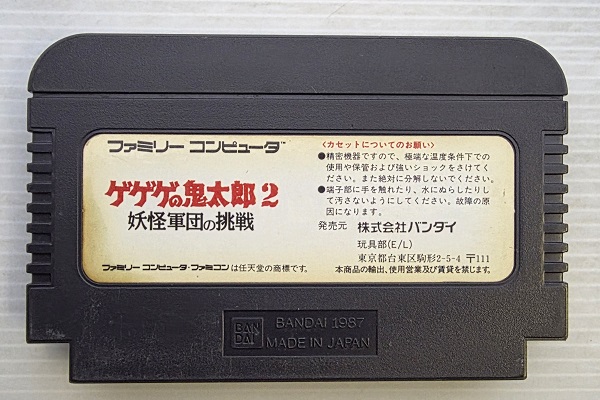 ファミリー コンピュータ™
ゲゲゲの鬼太郎2
妖怪軍団の挑戦
ファミリー コンピュータ・ファミコンは任天堂の商標です。
〈カセットについてのお願い〉
●精密機器ですので、極端な温度条件下での
使用や保管および強いショックをさけてく
ださい。また絶対に分解しないでください。
●端子部に手を触れたり、水にぬらしたりし
て汚さないようにしてください。故障の原
因になります。
発売元 株式会社バンダイ
玩具部(E/L)
東京都台東区駒形2-5-4 〒111
本商品の輸出、使用営業及び賃貸を禁じます。
BAN
DAI
BANDAI 1987
MADE IN JAPAN